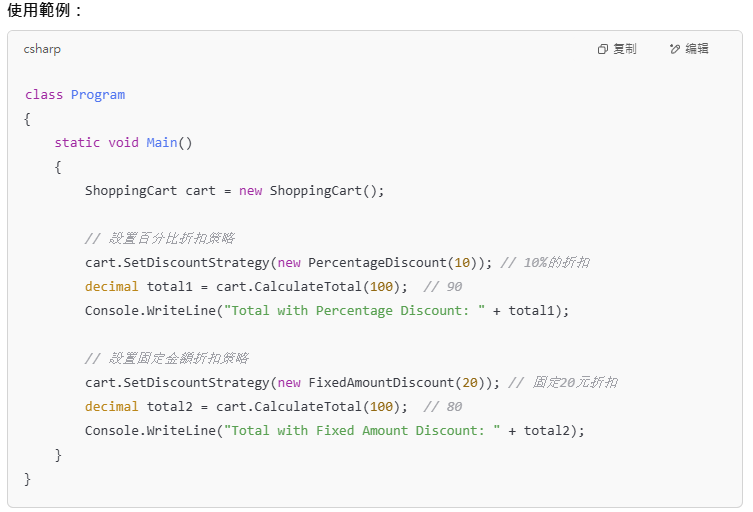 使用範例：
csharp 复制 编辑
class Program
{
    static void Main()
    {
        ShoppingCart cart = new ShoppingCart();

        // 設置百分比折扣策略
        cart.SetDiscountStrategy(new PercentageDiscount(10)); // 10%的折扣
        decimal total1 = cart.CalculateTotal(100);  // 90
        Console.WriteLine("Total with Percentage Discount: " + total1);

        // 設置固定金額折扣策略
        cart.SetDiscountStrategy(new FixedAmountDiscount(20)); // 固定20元折扣
        decimal total2 = cart.CalculateTotal(100);  // 80
        Console.WriteLine("Total with Fixed Amount Discount: " + total2);
    }
}